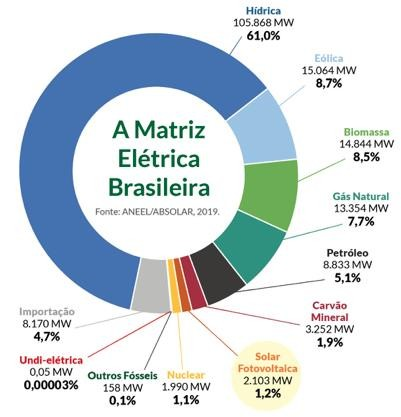 A Matriz
Elétrica
Brasileira
Fonte: ANEEL/ABSOLAR, 2019.
Hídrica
105.868 MW
61,0%
Eólica
15.064 MW
8,7%
Biomassa
14.844 MW
8,5%
Gás Natural
13.354 MW
7,7%
Petróleo
8.833 MW
5,1%
Carvão
Mineral
3.252 MW
1,9%
Solar
Fotovoltaica
2.103 MW
1,2%
Nuclear
1.990 MW
1,1%
Outros Fósseis
158 MW
0,1%
Undi-elétrica
0,05 MW
0,00003%
Importação
8.170 MW
4,7%